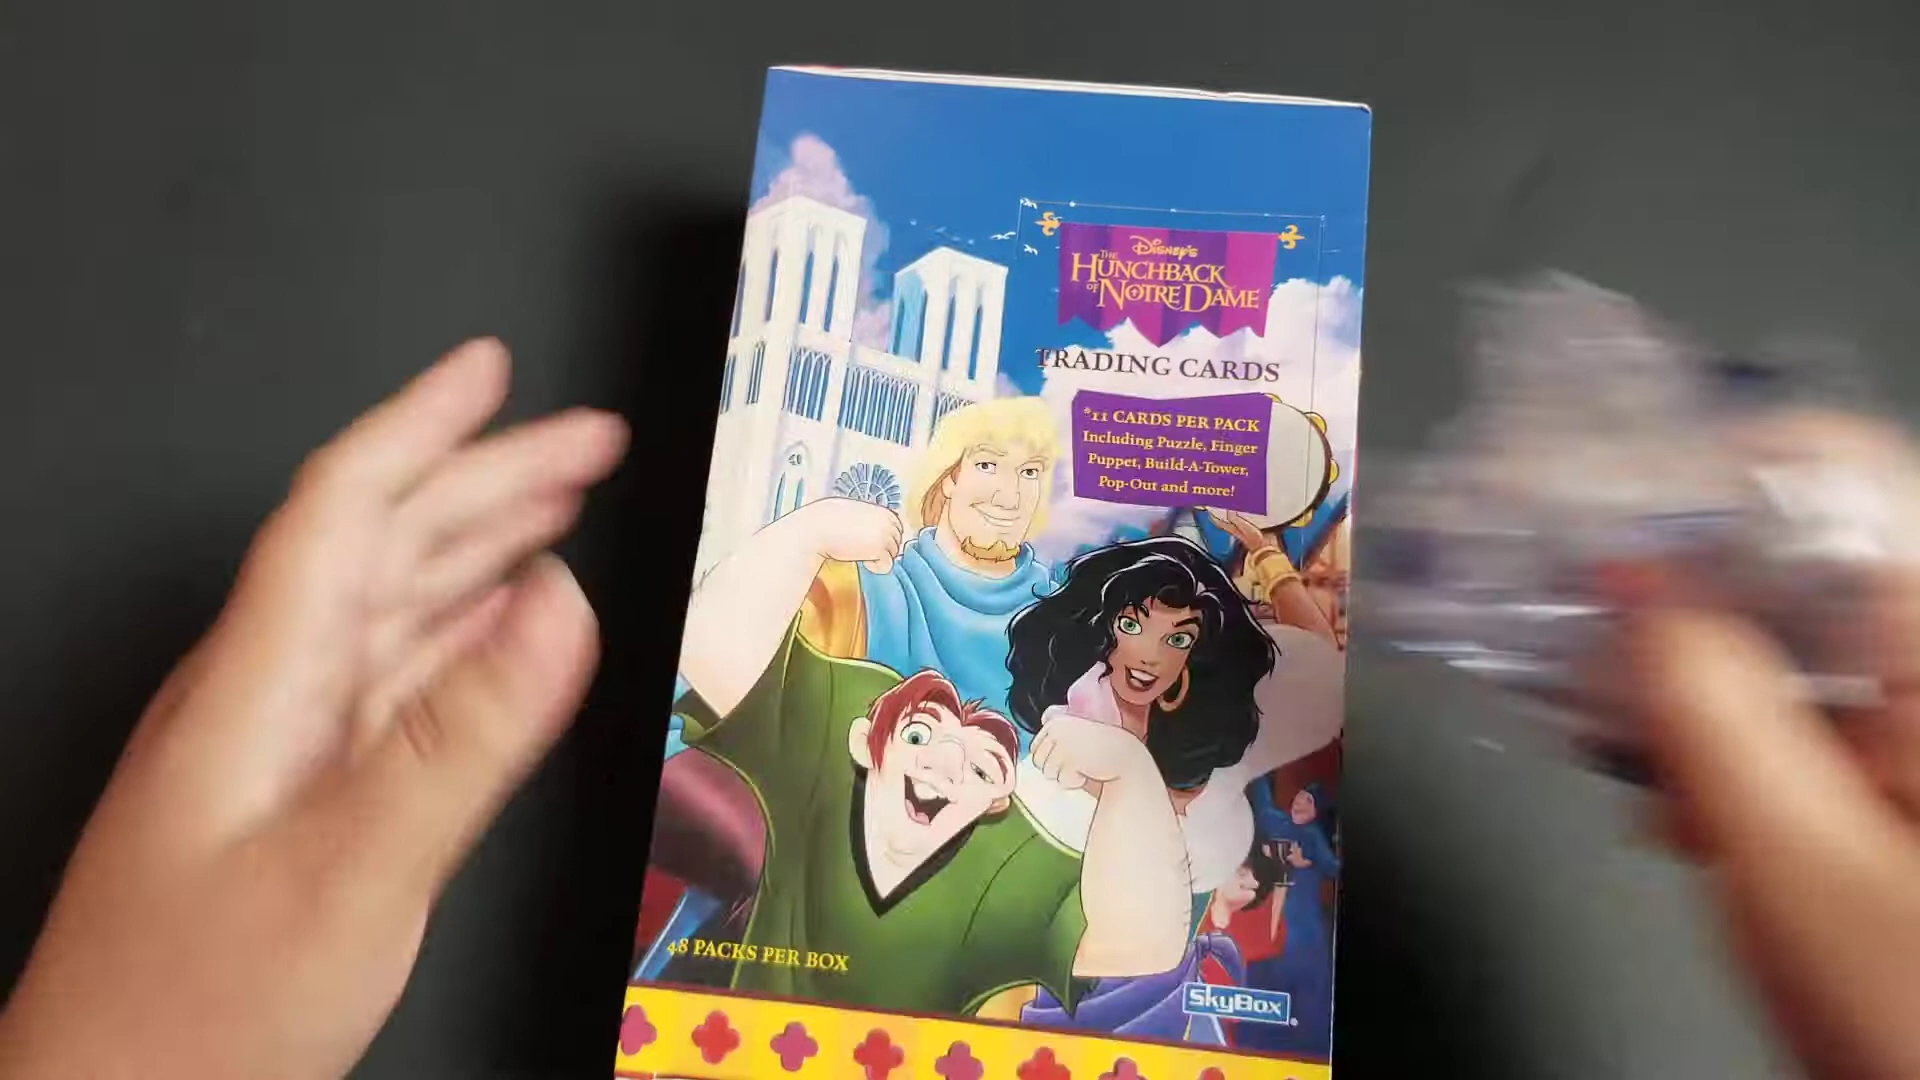 DISNEY'S
THE
HUNCHBACK
OF
NOTRE DAME
TRADING CARDS
*11 CARDS PER PACK
Including Puzzle, Finger
Puppet, Build-A-Tower,
Pop-Out and more!
48 PACKS PER BOX
SkyBox®